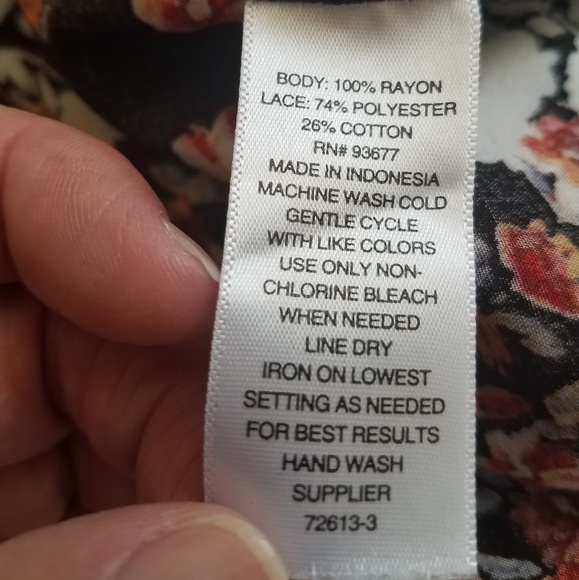 BODY: 100% RAYON
LACE: 74% POLYESTER
26% COTTON
RN# 93677
MADE IN INDONESIA
MACHINE WASH COLD
GENTLE CYCLE
WITH LIKE COLORS
USE ONLY NON-
CHLORINE BLEACH
WHEN NEEDED
LINE DRY
IRON ON LOWEST
SETTING AS NEEDED
FOR BEST RESULTS
HAND WASH
SUPPLIER
72613-3